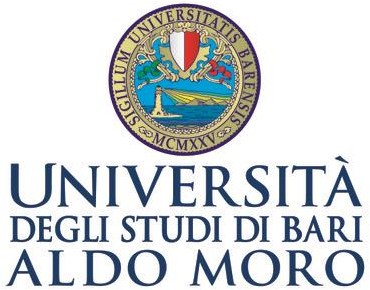 SIGILLUM UNIVERSITATIS BARENSIS
MCMXXV
UNIVERSITÀ
DEGLI STUDI DI BARI
ALDO MORO